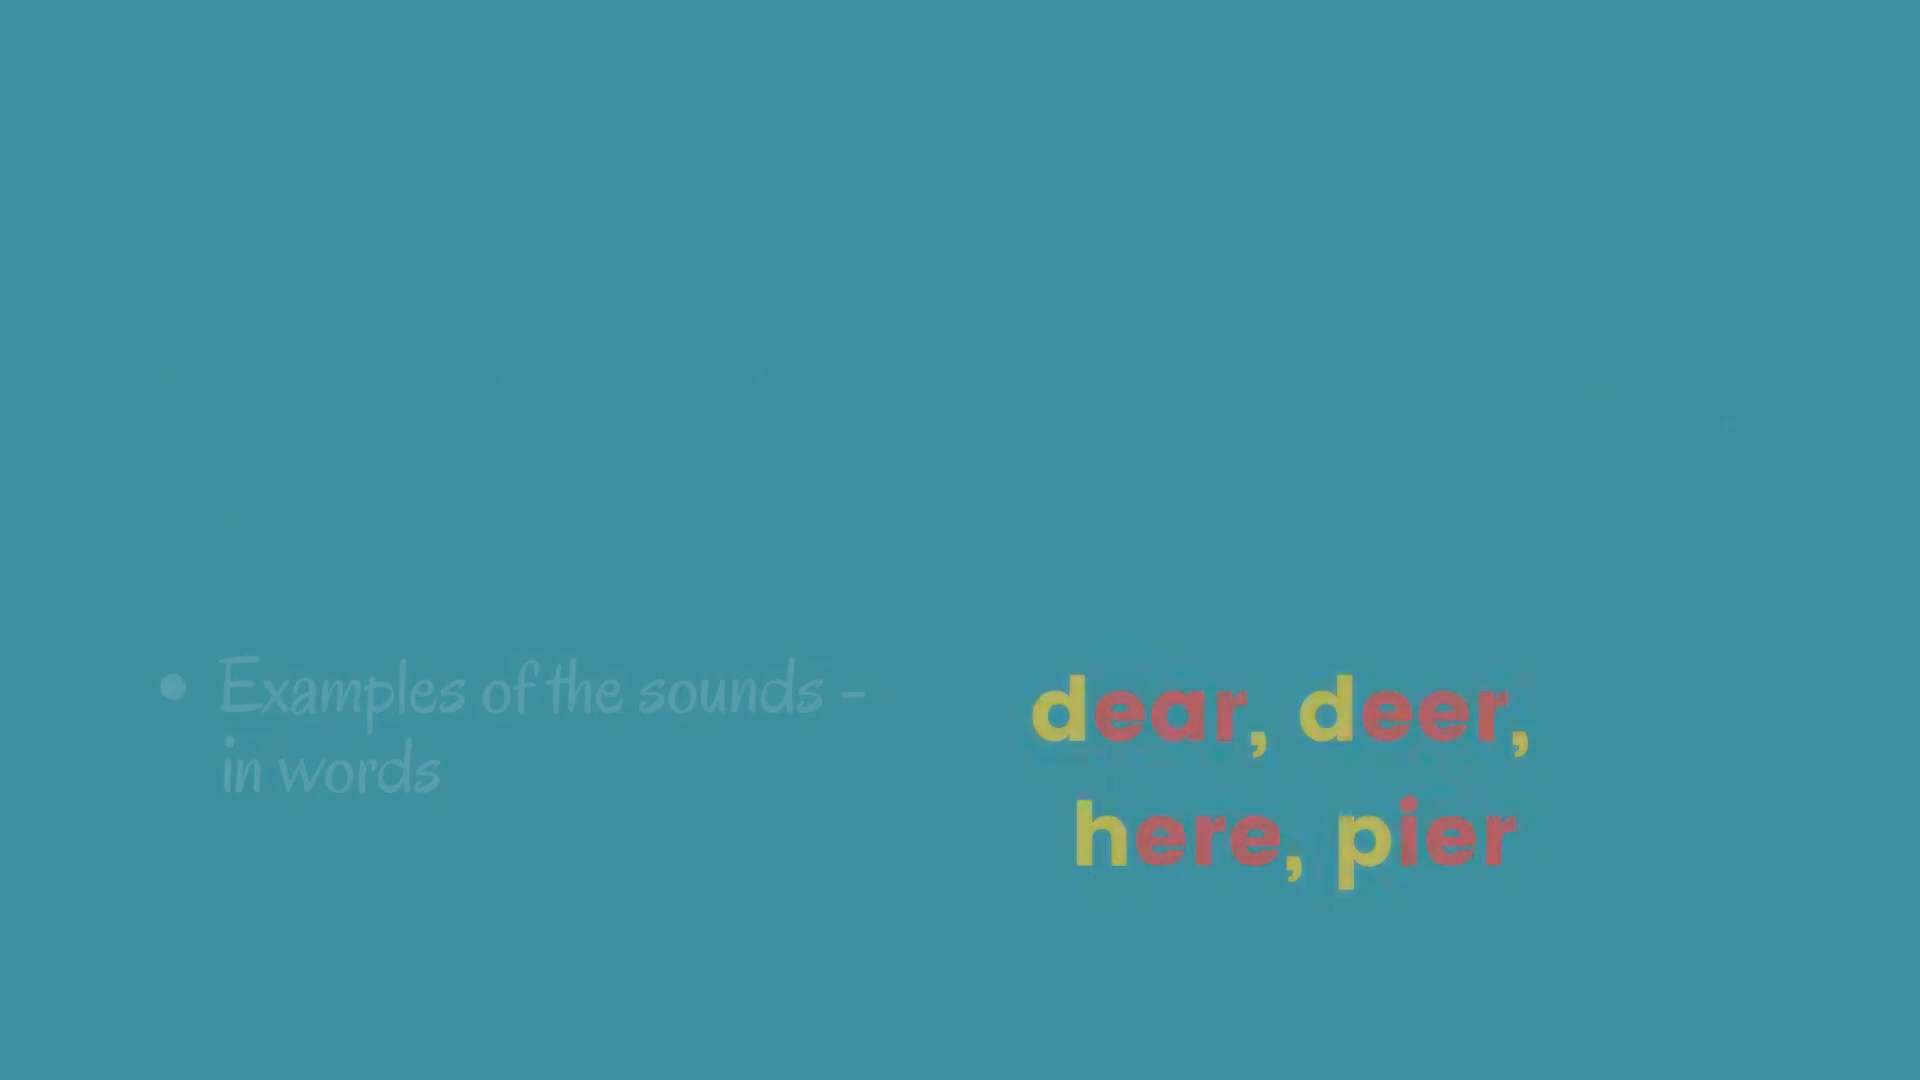 • Examples of the sounds -
in words
dear, deer,
here, pier